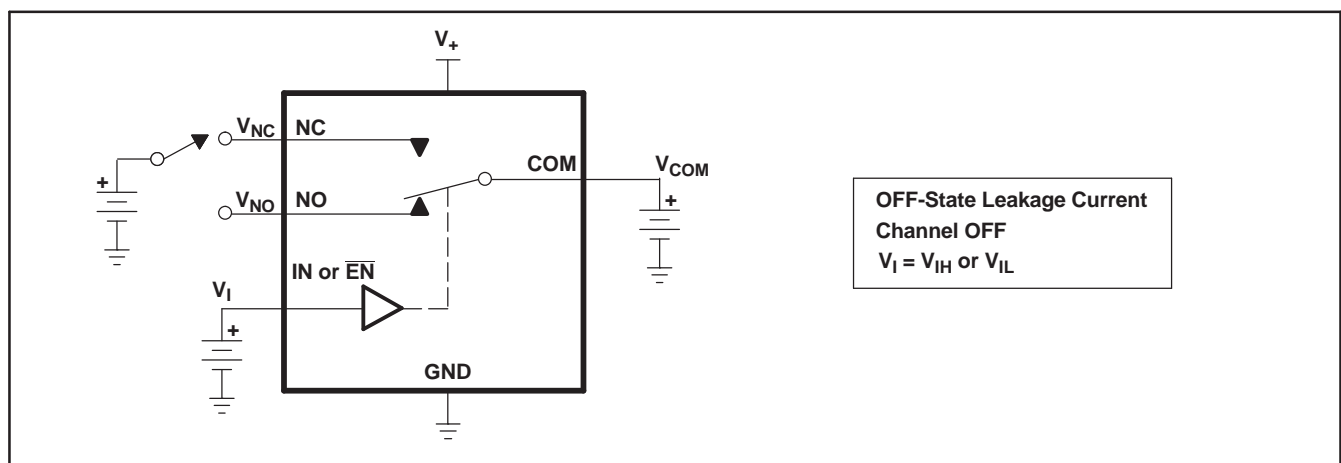 V+
+
VNC NC
VNO NO
COM VCOM
+
IN or EN
VI
+
GND
OFF-State Leakage Current
Channel OFF
VI = VIH or VIL